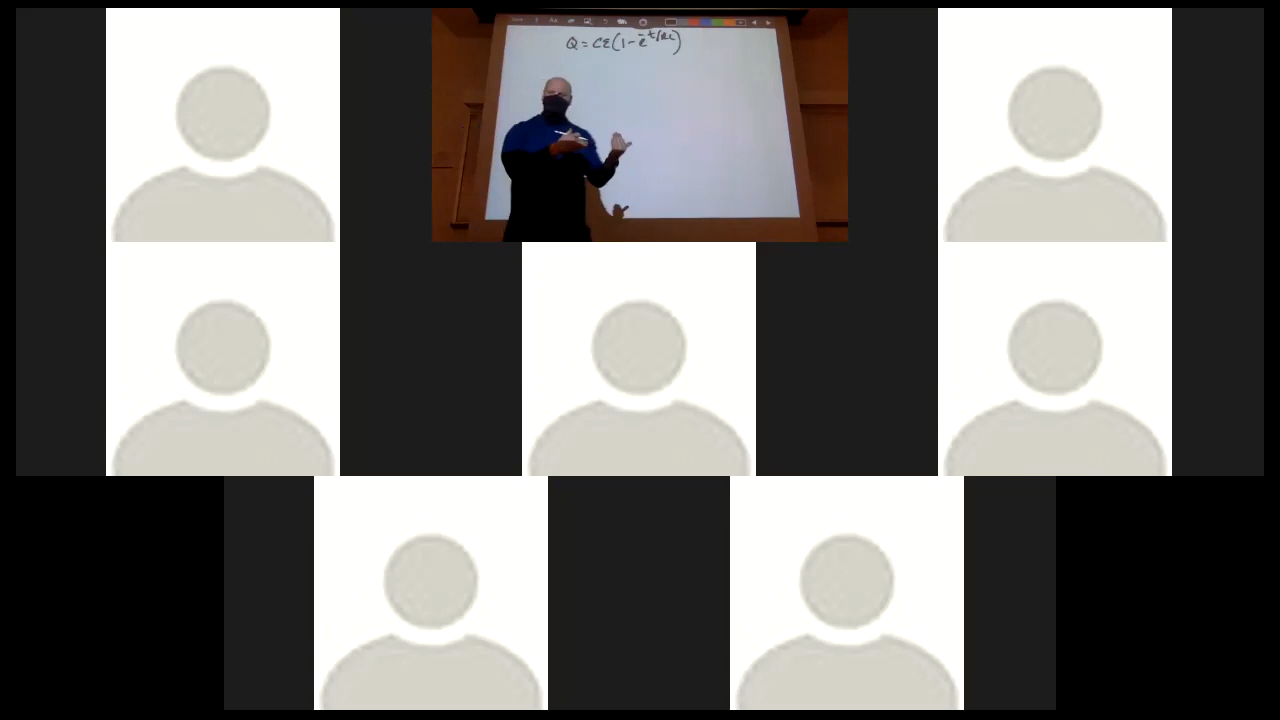 Q = Cε(1 - e^-t/RC)